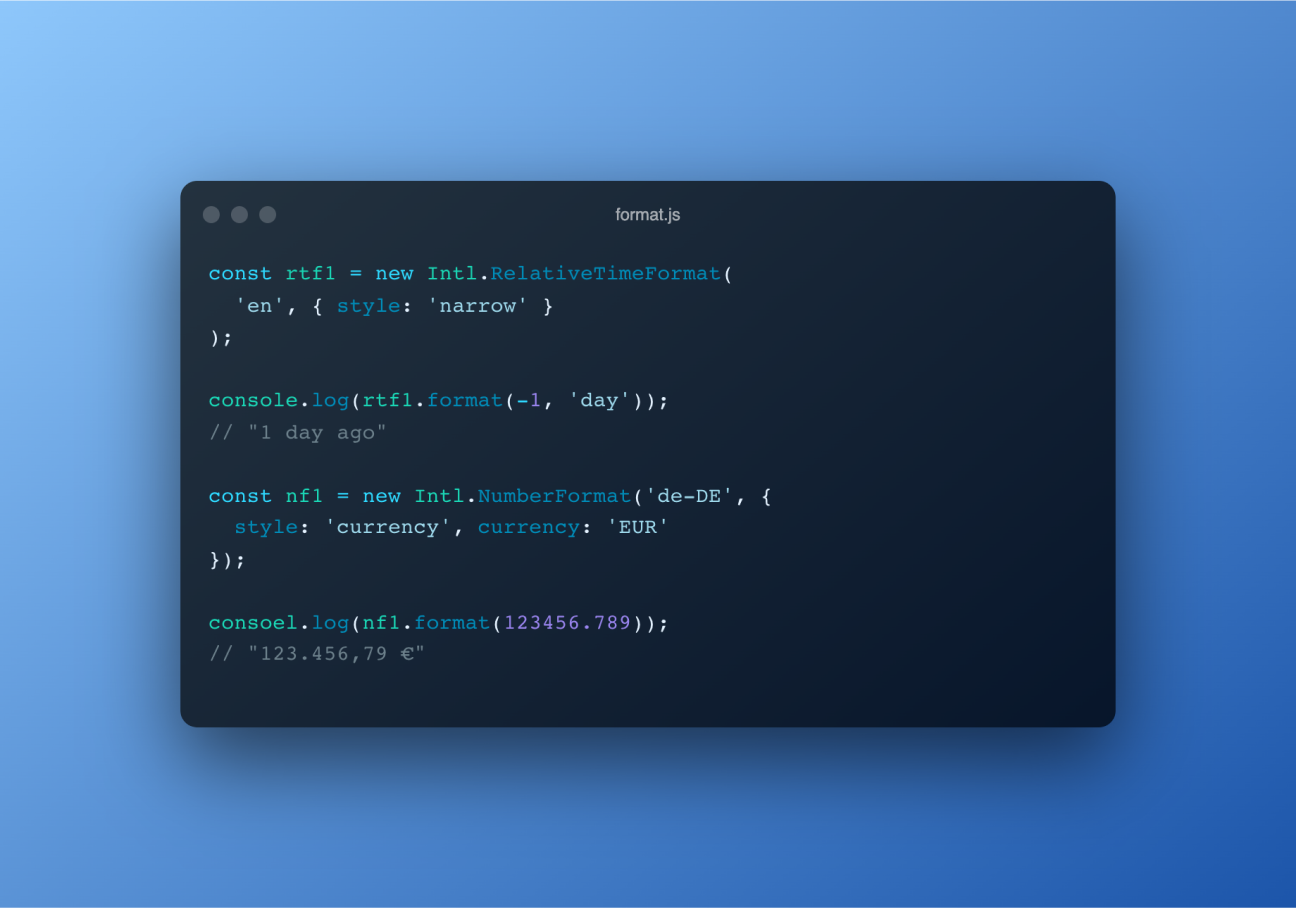 format.js
const rtf1 = new Intl.RelativeTimeFormat(
  'en', { style: 'narrow' }
);
console.log(rtf1.format(-1, 'day'));
// "1 day ago"
const nf1 = new Intl.NumberFormat('de-DE', {
  style: 'currency', currency: 'EUR'
});
consoel.log(nf1.format(123456.789));
// "123.456,79 €"